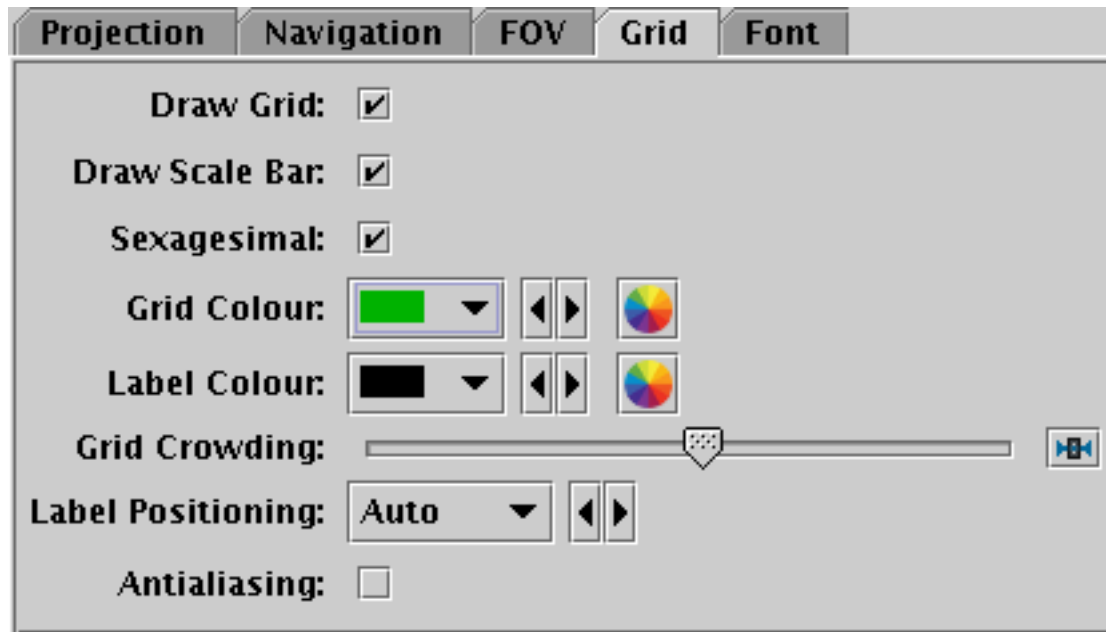 Projection Navigation FOV Grid Font
Draw Grid:
Draw Scale Bar:
Sexagesimal:
Grid Colour:
Label Colour:
Grid Crowding:
Label Positioning: Auto
Antialiasing: